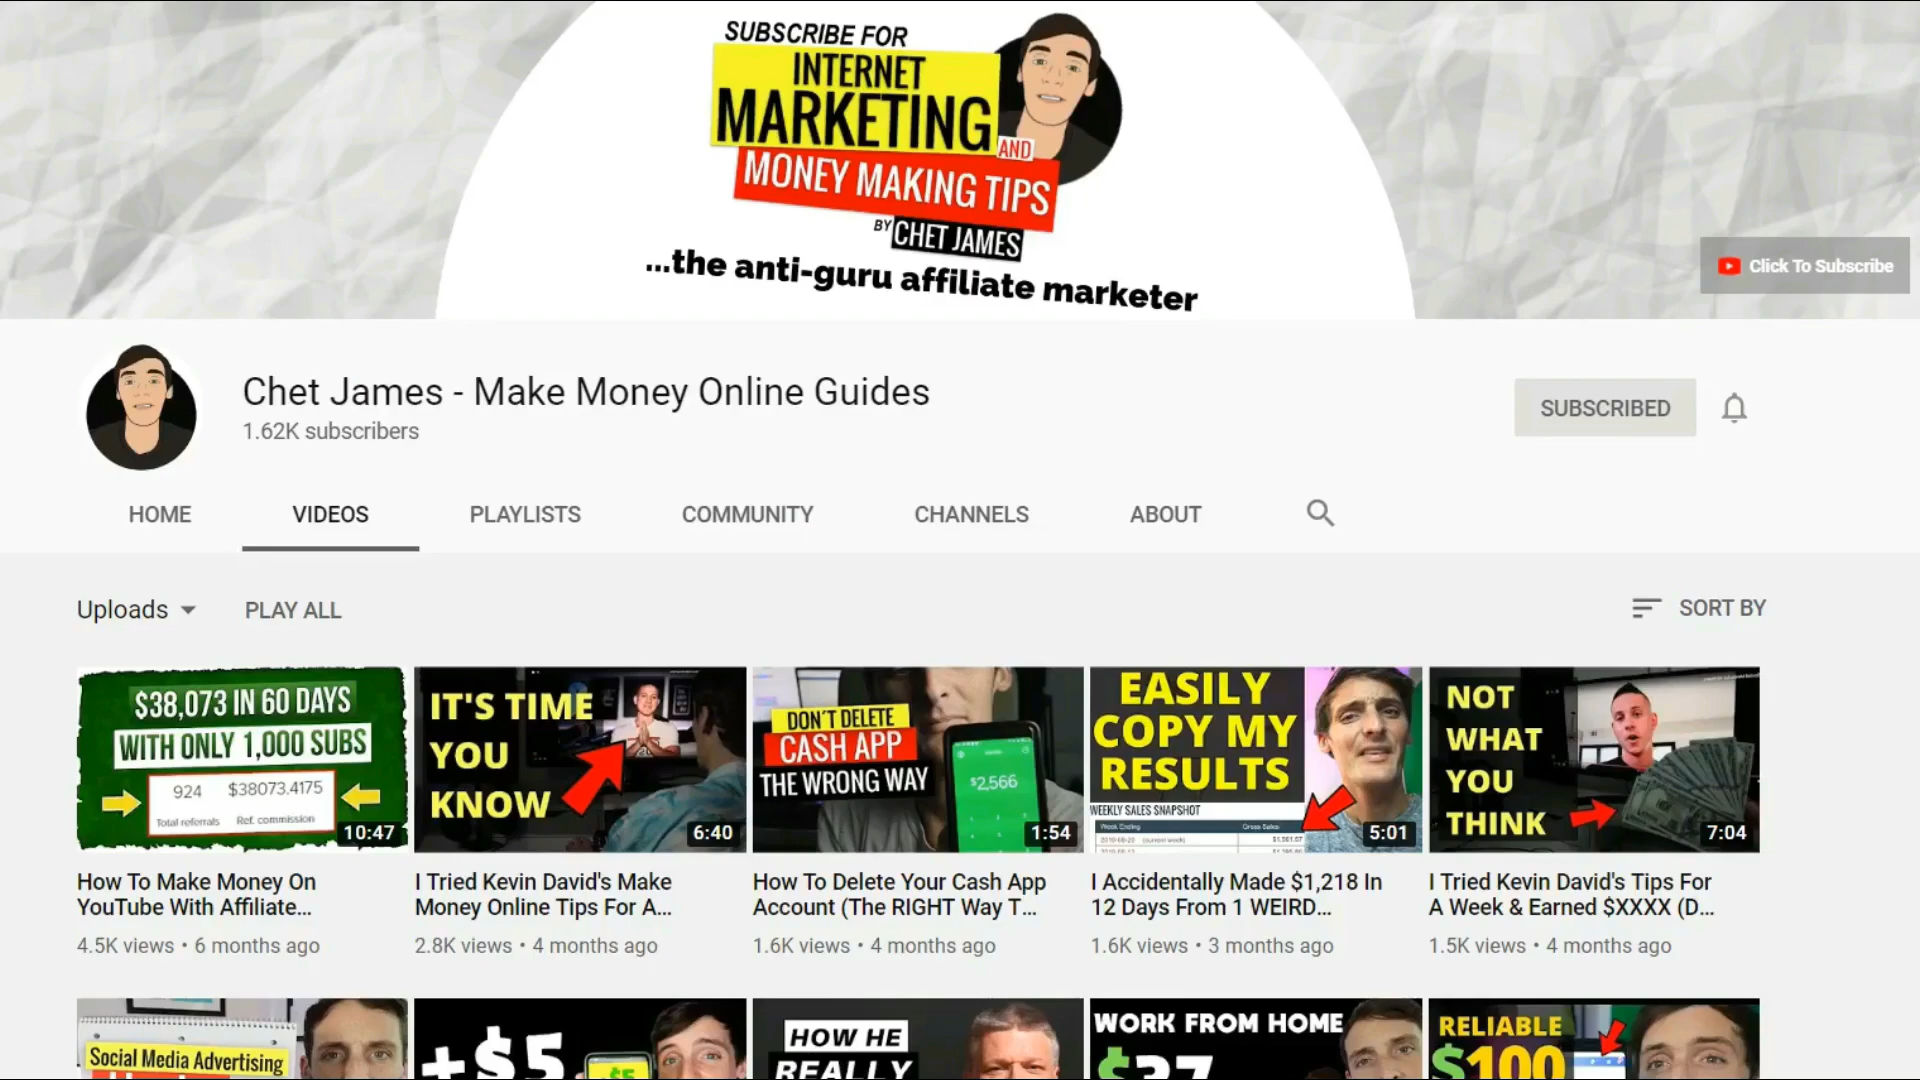 SUBSCRIBE FOR
INTERNET
MARKETING
AND
MONEY MAKING TIPS
BY CHET JAMES
...the anti-guru affiliate marketer
Click To Subscribe
Chet James - Make Money Online Guides
1.62K subscribers
SUBSCRIBED
HOME VIDEOS PLAYLISTS COMMUNITY CHANNELS ABOUT
Uploads PLAY ALL SORT BY
$38,073 IN 60 DAYS
WITH ONLY 1,000 SUBS
924 $38073.4175
Total referrals Ref. commission
10:47
How To Make Money On
YouTube With Affiliate...
4.5K views • 6 months ago
IT'S TIME
YOU
KNOW
6:40
I Tried Kevin David's Make
Money Online Tips For A...
2.8K views • 4 months ago
DON'T DELETE
CASH APP
THE WRONG WAY
$2,566
1:54
How To Delete Your Cash App
Account (The RIGHT Way T...
1.6K views • 4 months ago
EASILY
COPY MY
RESULTS
WEEKLY SALES SNAPSHOT
Week Ending Gross Sales
5:01
I Accidentally Made $1,218 In
12 Days From 1 WEIRD...
1.6K views • 3 months ago
NOT
WHAT
YOU
THINK
7:04
I Tried Kevin David's Tips For
A Week & Earned $XXXX (D...
1.5K views • 4 months ago
Social Media Advertising
+$5
$5
HOW HE
REALLY
WORK FROM HOME
$37
RELIABLE
$100